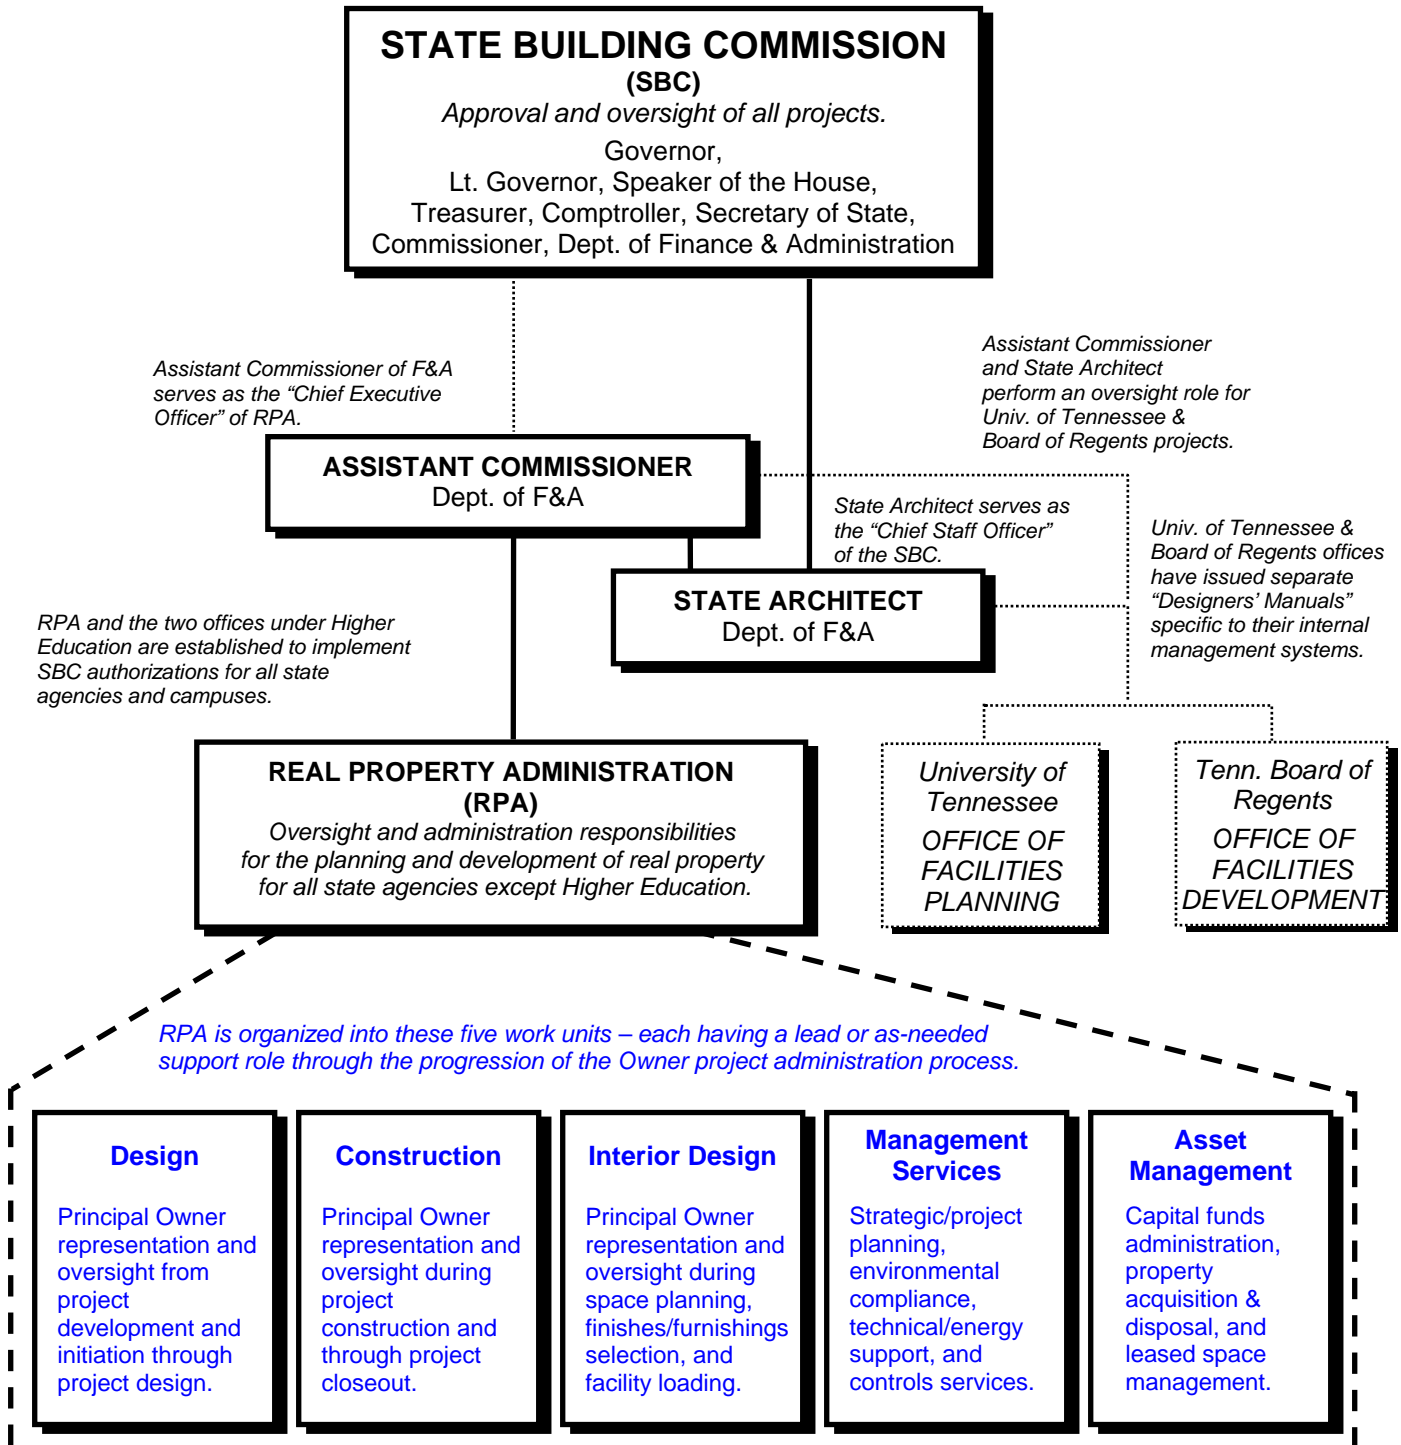 STATE BUILDING COMMISSION
(SBC)
Approval and oversight of all projects.
Governor,
Lt. Governor, Speaker of the House,
Treasurer, Comptroller, Secretary of State,
Commissioner, Dept. of Finance & Administration
Assistant Commissioner of F&A
serves as the “Chief Executive
Officer” of RPA.
Assistant Commissioner
and State Architect
perform an oversight role for
Univ. of Tennessee &
Board of Regents projects.
ASSISTANT COMMISSIONER
Dept. of F&A
State Architect serves as
the “Chief Staff Officer”
of the SBC.
Univ. of Tennessee &
Board of Regents offices
have issued separate
“Designers’ Manuals”
specific to their internal
management systems.
STATE ARCHITECT
Dept. of F&A
RPA and the two offices under Higher
Education are established to implement
SBC authorizations for all state
agencies and campuses.
REAL PROPERTY ADMINISTRATION
(RPA)
Oversight and administration responsibilities
for the planning and development of real property
for all state agencies except Higher Education.
University of
Tennessee
OFFICE OF
FACILITIES
PLANNING
Tenn. Board of
Regents
OFFICE OF
FACILITIES
DEVELOPMENT
RPA is organized into these five work units – each having a lead or as-needed
support role through the progression of the Owner project administration process.
Design
Principal Owner
representation and
oversight from
project
development and
initiation through
project design.
Construction
Principal Owner
representation and
oversight during
project
construction and
through project
closeout.
Interior Design
Principal Owner
representation and
oversight during
space planning,
finishes/furnishings
selection, and
facility loading.
Management
Services
Strategic/project
planning,
environmental
compliance,
technical/energy
support, and
controls services.
Asset
Management
Capital funds
administration,
property
acquisition &
disposal, and
leased space
management.